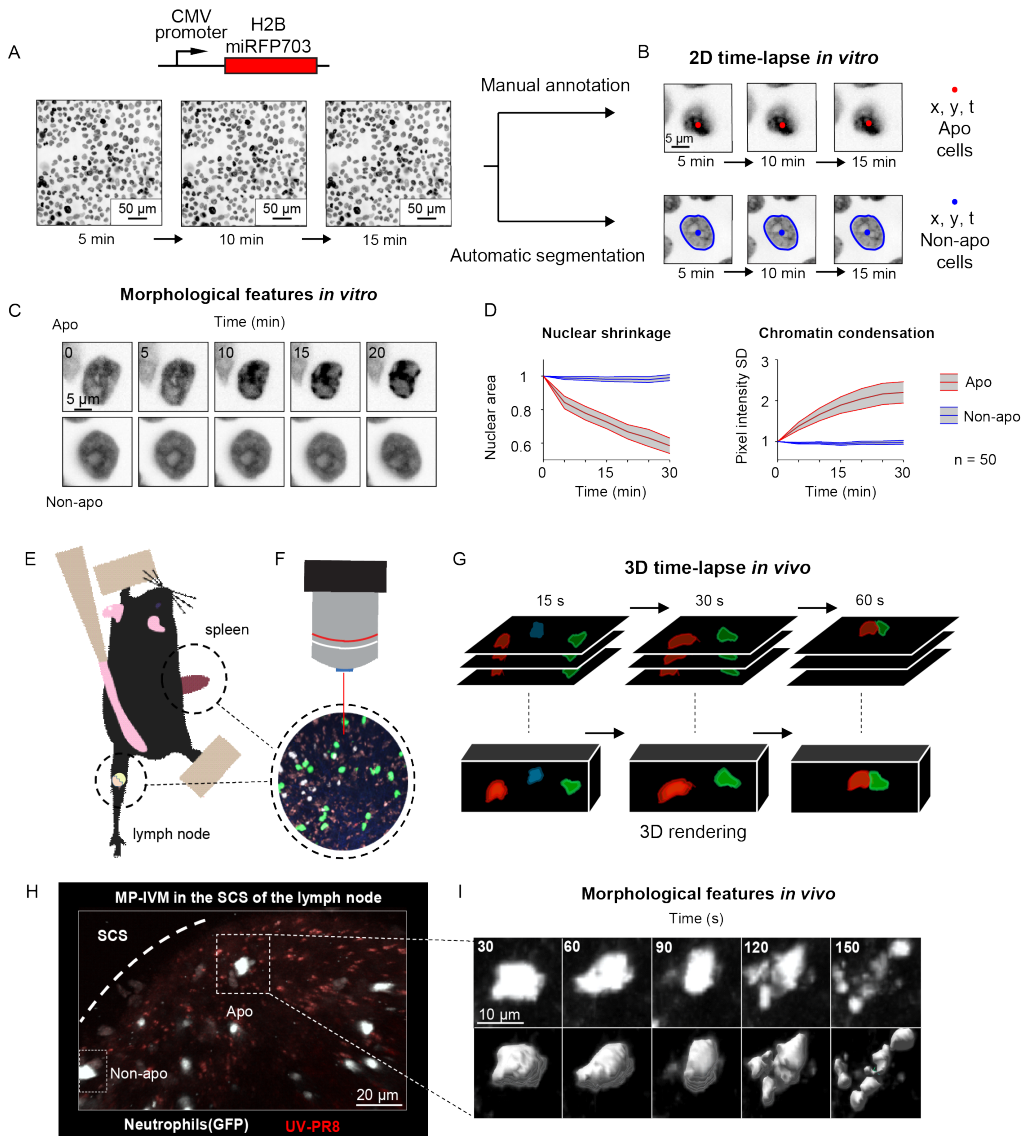 A
CMV
promoter
H2B
miRFP703
50 µm
50 µm
50 µm
5 min
10 min
15 min
Manual annotation
Automatic segmentation
B
2D time-lapse in vitro
5 µm
5 min
10 min
15 min
x, y, t
Apo
cells
5 min
10 min
15 min
x, y, t
Non-apo
cells
Morphological features in vitro
C
Apo
Time (min)
0
5
10
15
20
5 µm
Non-apo
D
Nuclear shrinkage
Nuclear area
1
0.8
0.6
0
15
30
Time (min)
Chromatin condensation
Pixel intensity SD
3
2
1
0
15
30
Time (min)
Apo
Non-apo
n = 50
E
spleen
lymph node
F
G
3D time-lapse in vivo
15 s
30 s
60 s
3D rendering
H
MP-IVM in the SCS of the lymph node
SCS
Apo
Non-apo
20 µm
Neutrophils(GFP)
UV-PR8
I
Morphological features in vivo
Time (s)
30
60
90
120
150
10 µm